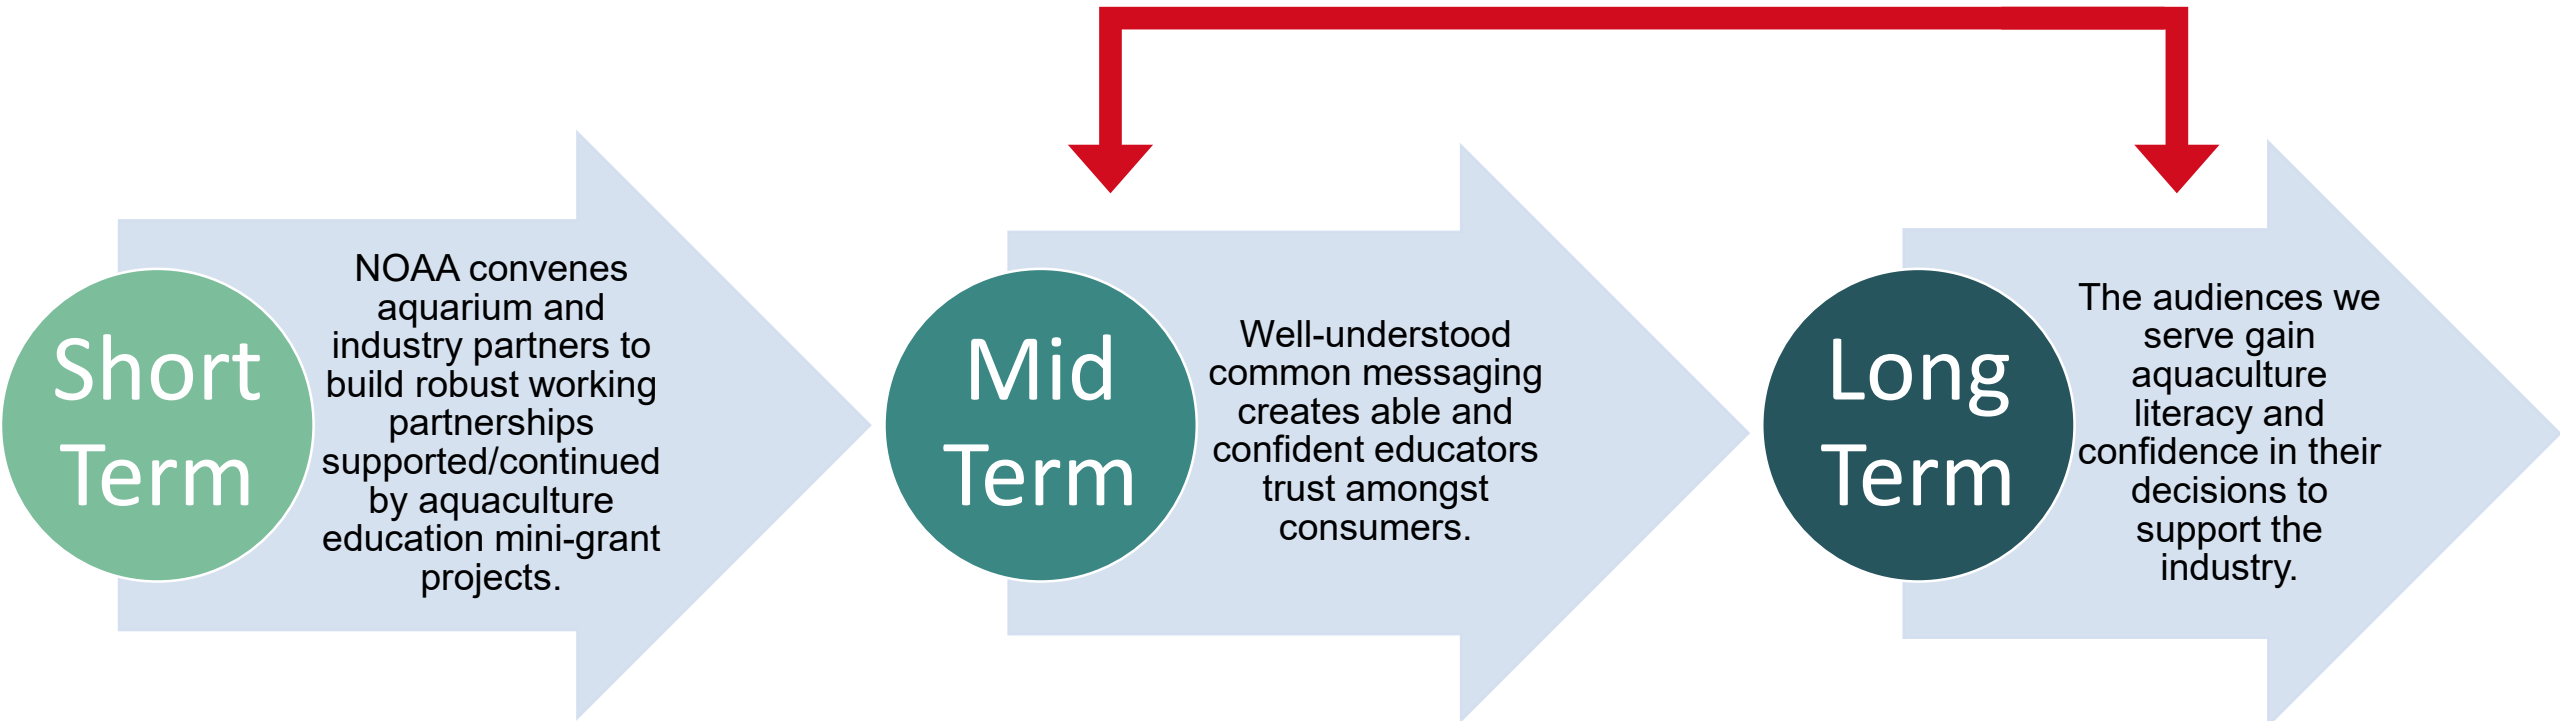 Short
Term
NOAA convenes
aquarium and
industry partners to
build robust working
partnerships
supported/continued
by aquaculture
education mini-grant
projects.
Mid
Term
Well-understood
common messaging
creates able and
confident educators
trust amongst
consumers.
Long
Term
The audiences we
serve gain
aquaculture
literacy and
confidence in their
decisions to
support the
industry.